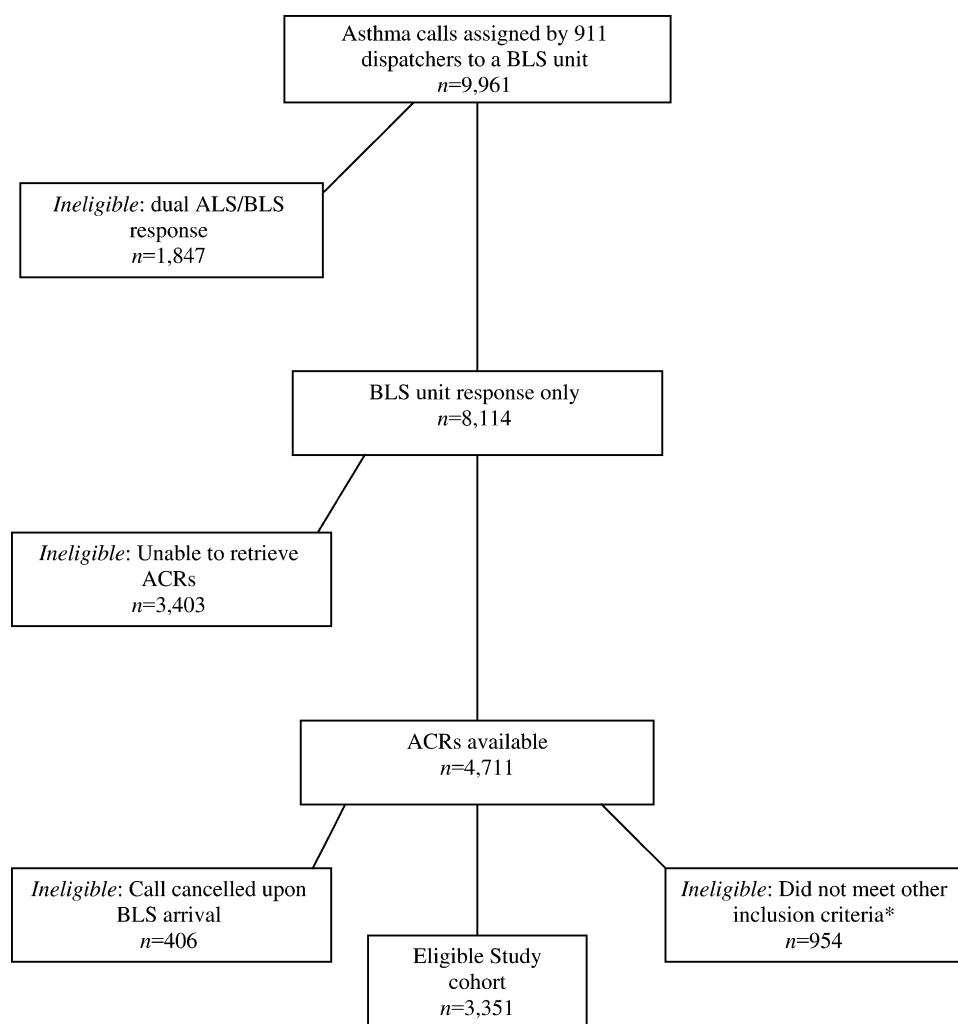 Asthma calls assigned by 911
dispatchers to a BLS unit
n=9,961
Ineligible: dual ALS/BLS
response
n=1,847
BLS unit response only
n=8,114
Ineligible: Unable to retrieve
ACRs
n=3,403
ACRs available
n=4,711
Ineligible: Call cancelled upon
BLS arrival
n=406
Eligible Study
cohort
n=3,351
Ineligible: Did not meet other
inclusion criteria*
n=954